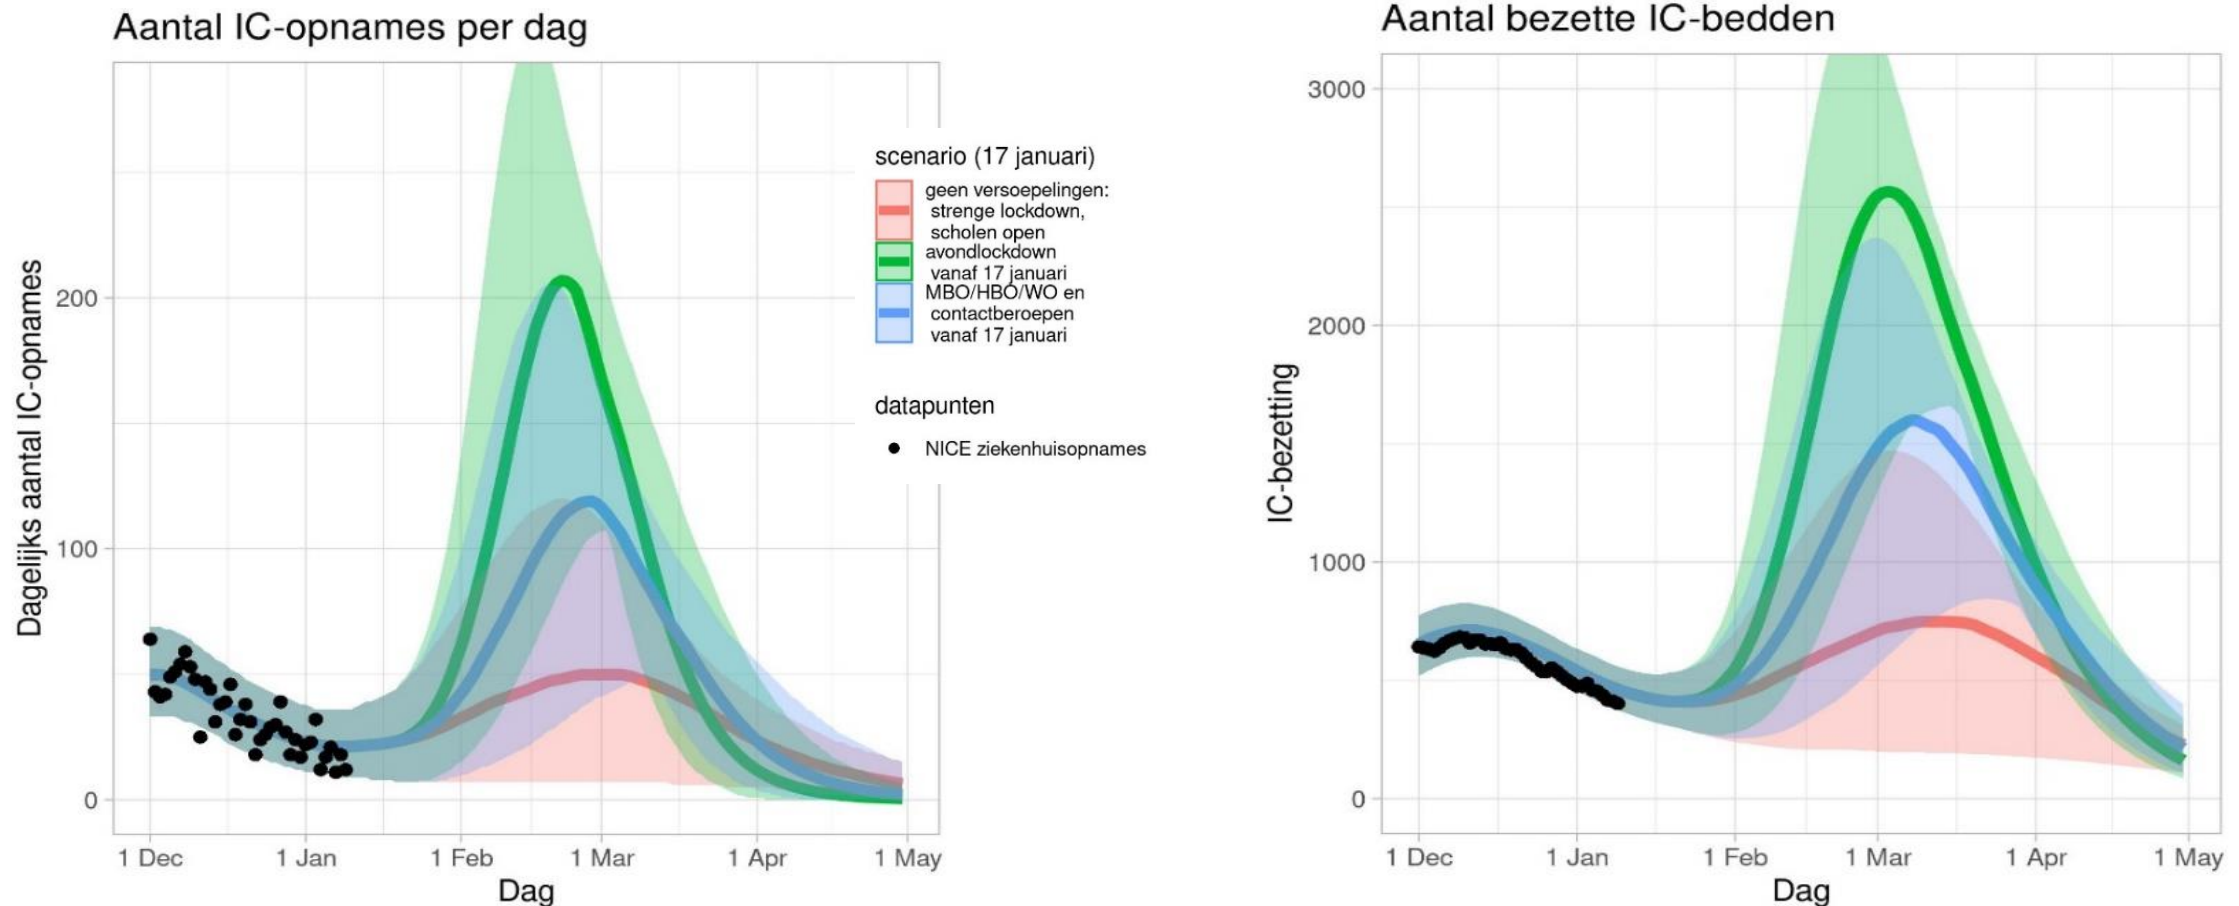 Aantal IC-opnames per dag
Dagelijks aantal IC-opnames
200
100
0
1 Dec
1 Jan
1 Feb
1 Mar
1 Apr
1 May
Dag
scenario (17 januari)
geen versoepelingen:
strenge lockdown,
scholen open
avondlockdown
vanaf 17 januari
MBO/HBO/WO en
contactberoepen
vanaf 17 januari
datapunten
NICE ziekenhuisopnames
Aantal bezette IC-bedden
IC-bezetting
3000
2000
1000
0
1 Dec
1 Jan
1 Feb
1 Mar
1 Apr
1 May
Dag